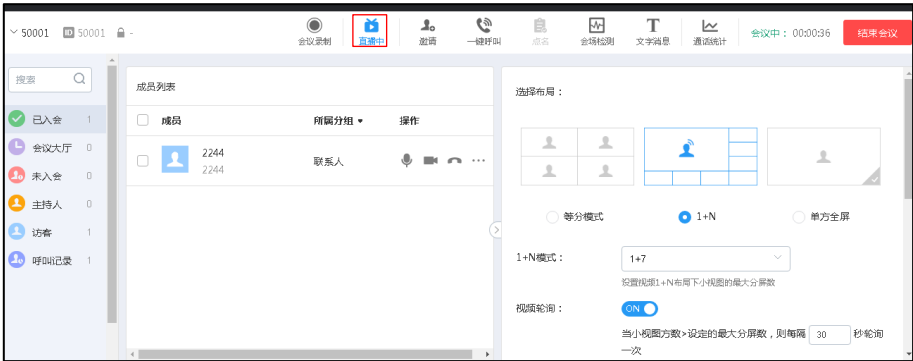 50001 ID 50001 -
会议录制 直播中 邀请 一键呼叫 点名 会场检测 文字消息 通话统计 会议中： 00:00:36 结束会议
搜索
已入会 1
会议大厅 0
未入会 0
主持人 0
访客 1
呼叫记录 1
成员列表
成员 所属分组 操作
2244 联系人
2244
选择布局：
等分模式 1+N 单方全屏
1+N模式： 1+7
设置视频1+N布局下小视图的最大分屏数
视频轮询： ON
当小视图方数>设定的最大分屏数，则每隔 30 秒轮询
一次